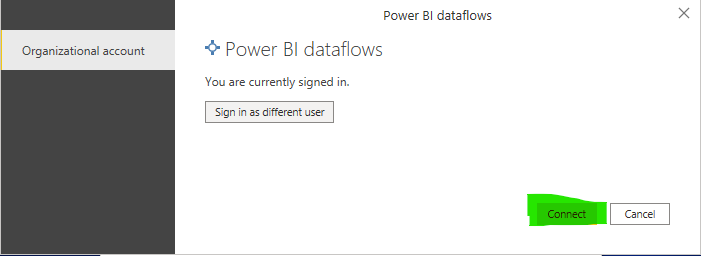 Power BI dataflows
Organizational account
Power BI dataflows
You are currently signed in.
Sign in as different user
Connect
Cancel